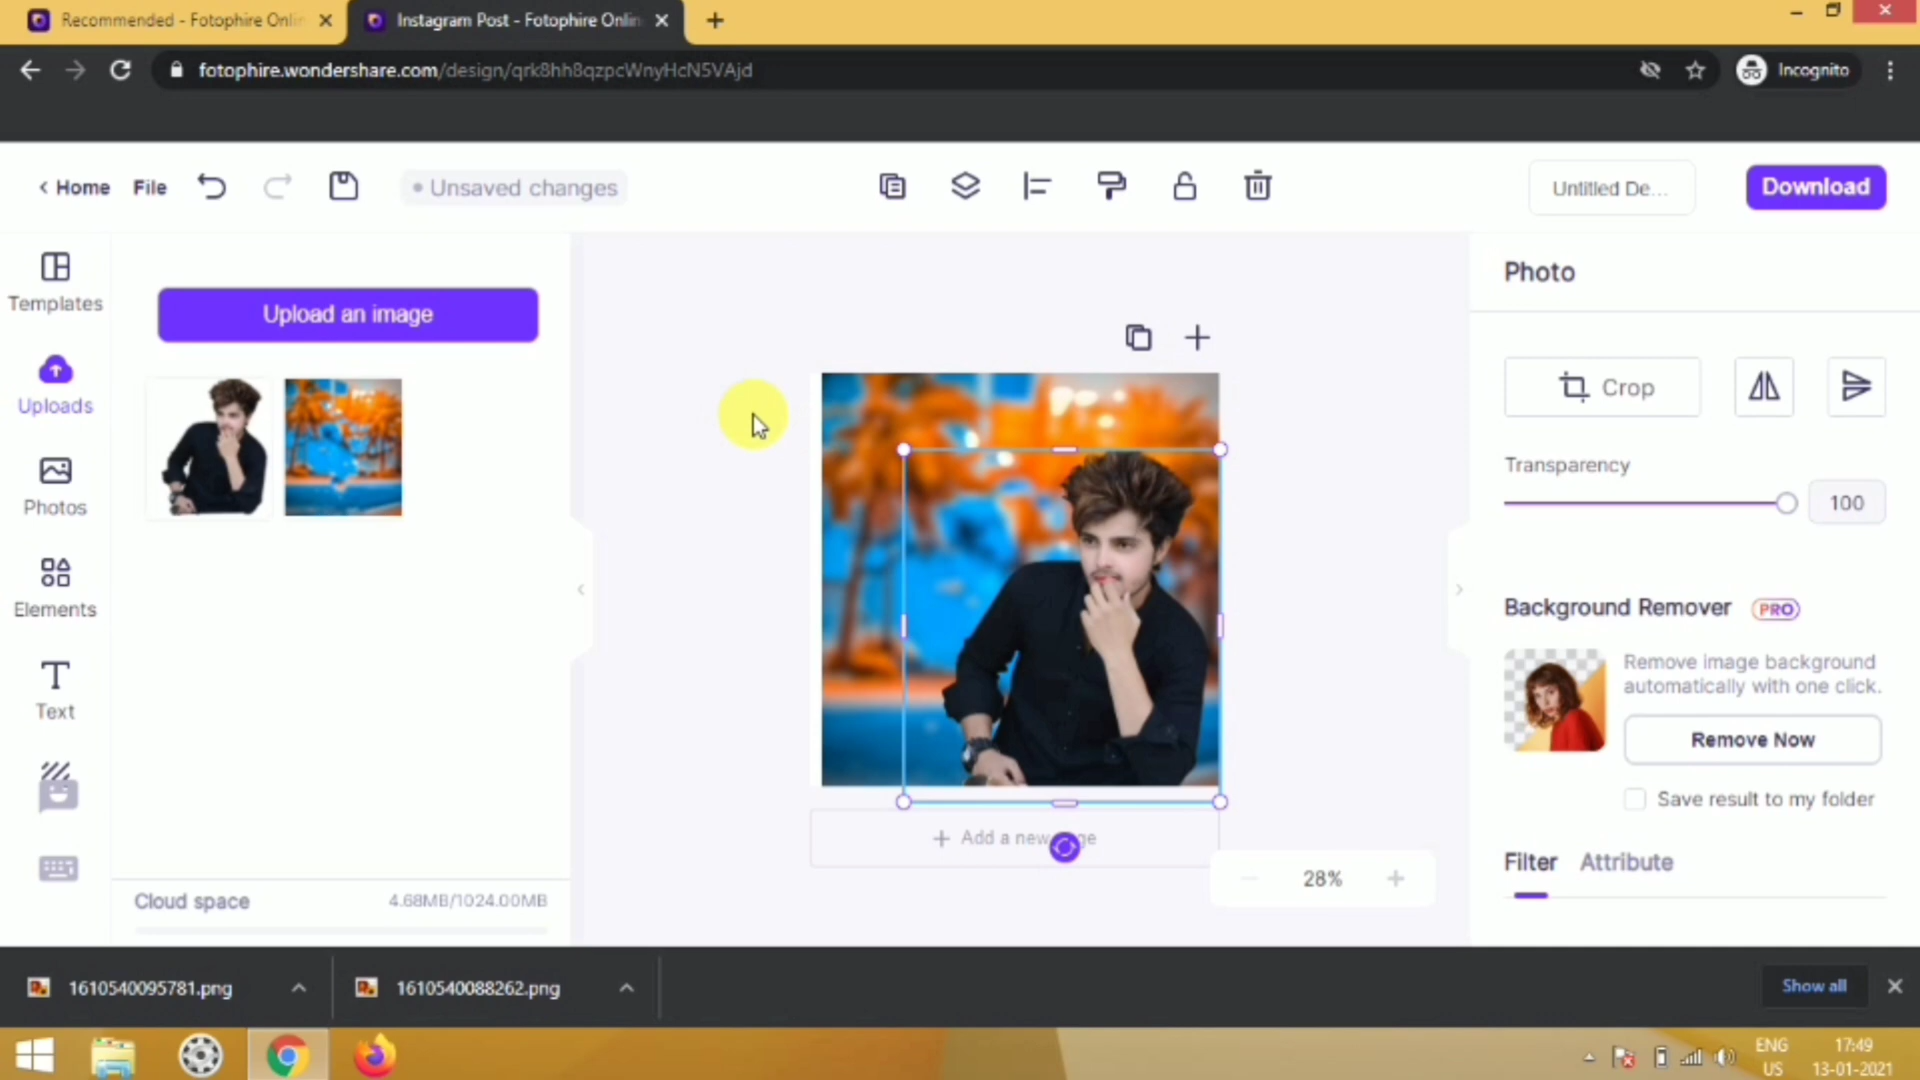 Recommended - Fotophire Onlin
Instagram Post - Fotophire Onlin
fotophire.wondershare.com/design/qrk8hh8qzpcWnyHcN5VAjd
Incognito
Home
File
Unsaved changes
Untitled De...
Download
Templates
Uploads
Photos
Elements
Text
Upload an image
Cloud space
4.68MB/1024.00MB
+ Add a new
ge
28%
Photo
Crop
Transparency
100
Background Remover PRO
Remove image background
automatically with one click.
Remove Now
Save result to my folder
Filter Attribute
1610540095781.png
1610540088262.png
Show all
ENG
US
17:49
13-01-2021